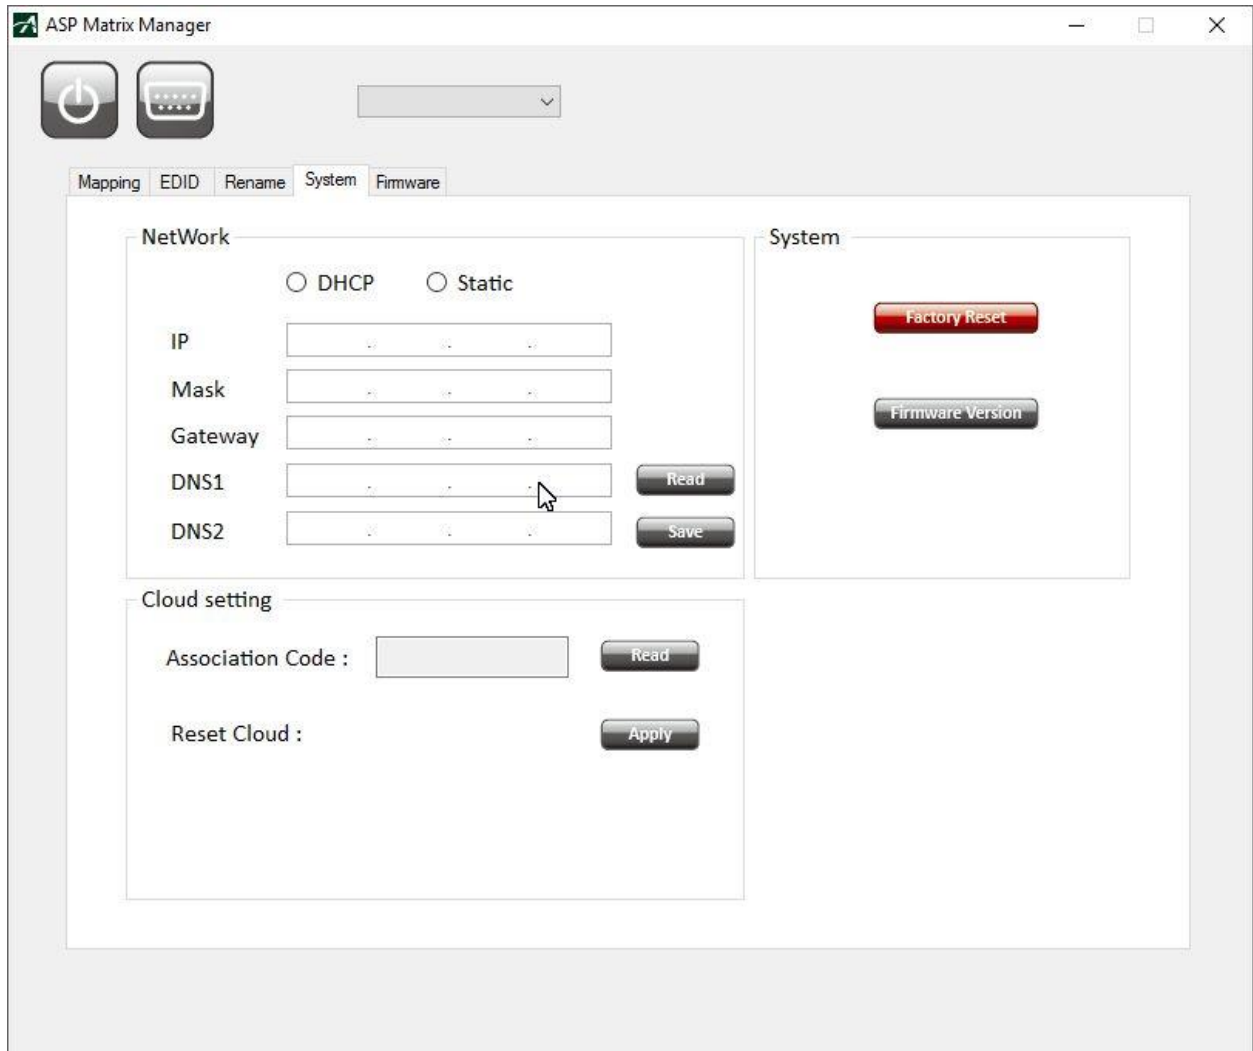 ASP Matrix Manager
Mapping EDID Rename System Firmware
NetWork
DHCP Static
IP . . .
Mask . . .
Gateway . . .
DNS1 . . . Read
DNS2 . . . Save
System
Factory Reset
Firmware Version
Cloud setting
Association Code : Read
Reset Cloud : Apply